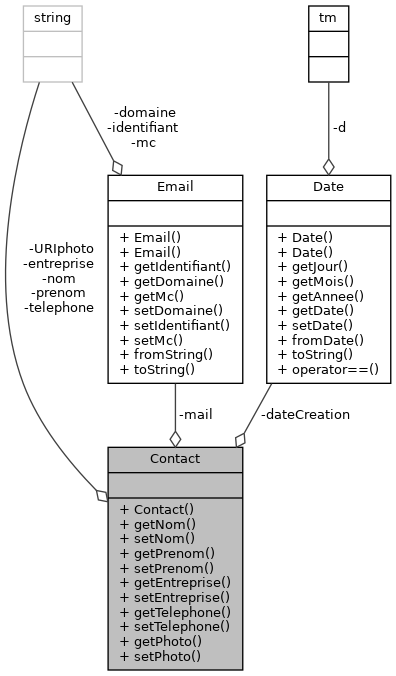 string
tm
-domaine
-identifiant
-mc
-d
Email
+ Email()
+ Email()
+ getIdentifiant()
+ getDomaine()
+ getMc()
+ setDomaine()
+ setIdentifiant()
+ setMc()
+ fromString()
+ toString()
Date
+ Date()
+ Date()
+ getJour()
+ getMois()
+ getAnnee()
+ getDate()
+ setDate()
+ fromDate()
+ toString()
+ operator==()
-URIphoto
-entreprise
-nom
-prenom
-telephone
-mail
-dateCreation
Contact
+ Contact()
+ getNom()
+ setNom()
+ getPrenom()
+ setPrenom()
+ getEntreprise()
+ setEntreprise()
+ getTelephone()
+ setTelephone()
+ getPhoto()
+ setPhoto()